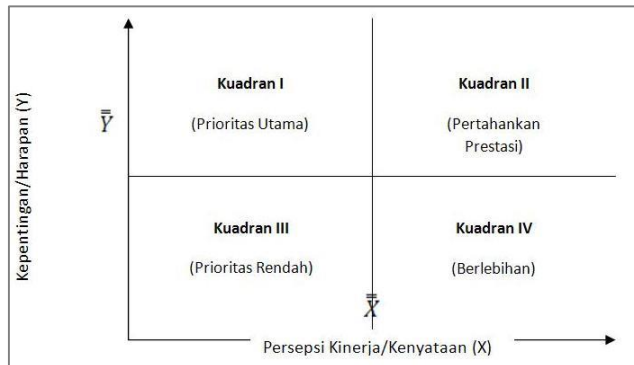 Kepentingan/Harapan (Y)
Kuadran I
(Prioritas Utama)
Kuadran II
(Pertahankan
Prestasi)
Y̿
Kuadran III
(Prioritas Rendah)
Kuadran IV
(Berlebihan)
X̿
Persepsi Kinerja/Kenyataan (X)